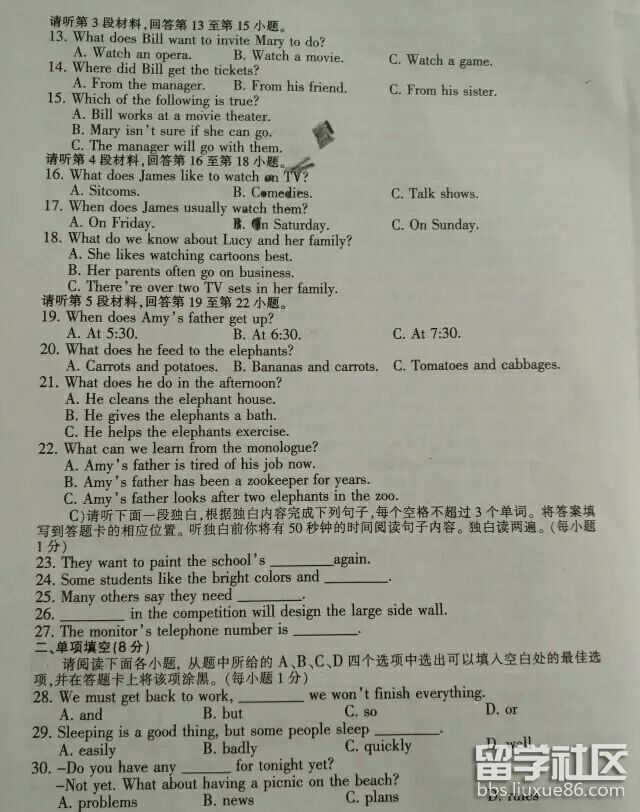 请听第 3 段材料,回答第 13 至第 15 小题。
13. What does Bill want to invite Mary to do?
A. Watch an opera. B. Watch a movie. C. Watch a game.
14. Where did Bill get the tickets?
A. From the manager. B. From his friend. C. From his sister.
15. Which of the following is true?
A. Bill works at a movie theater.
B. Mary isn's sure if she can go.
C. The manager will go with them.
请听第 4 段材料,回答第 16 至第 18 小题。
16. What does James like to watch on TV?
A. Sitcoms. B. Comedies. C. Talk shows.
17. When does James usually watch them?
A. On Friday. B. On Saturday. C. On Sunday.
18. What do we know about Lucy and her family?
A. She likes watching cartoons best.
B. Her parents often go on business.
C. There're over two TV sets in her family.
请听第 5 段材料,回答第 19 至第 22 小题。
19. When does Amy's father get up?
A. At 5:30. B. At 6:30. C. At 7:30.
20. What does he feed to the elephants?
A. Carrots and potatoes. B. Bananas and carrots. C. Tomatoes and cabbages.
21. What does he do in the afternoon?
A. He cleans the elephant house.
B. He gives the elephants a bath.
C. He helps the elephants exercise.
22. What can we learn from the monologue?
A. Amy's father is tired of his job now.
B. Amy's father has been a zookeeper for years.
C. Amy's father looks after two elephants in the zoo.
C)请听下面一段独白,根据独白内容完成下列句子,每个空格不超过 3 个单词。将答案填
写到答题卡的相应位置。听独白前你将有 50 秒钟的时间阅读句子内容。独白读两遍。(每小题
1 分)
23. They want to paint the school's ________again.
24. Some students like the bright colors and ________.
25. Many others say they need ________.
26. ________ in the competition will design the large side wall.
27. The monitor's telephone number is ________.
二、单项填空(8 分)
请阅读下面各小题, 从题中所给的 A、B、C、D 四个选项中选出可以填入空白处的最佳选
项,并在答题卡上将该项涂黑。(每小题 1 分)
28. We must get back to work, ________ we won't finish everything.
A. and B. but C. so D. or
29. Sleeping is a good thing, but some people sleep ________.
A. easily B. badly C. quickly D. well
30. –Do you have any ________ for tonight yet?
–Not yet. What about having a picnic on the beach?
A. problems B. news C. plans D. rules
留学社区
bbs.liuxue86.com